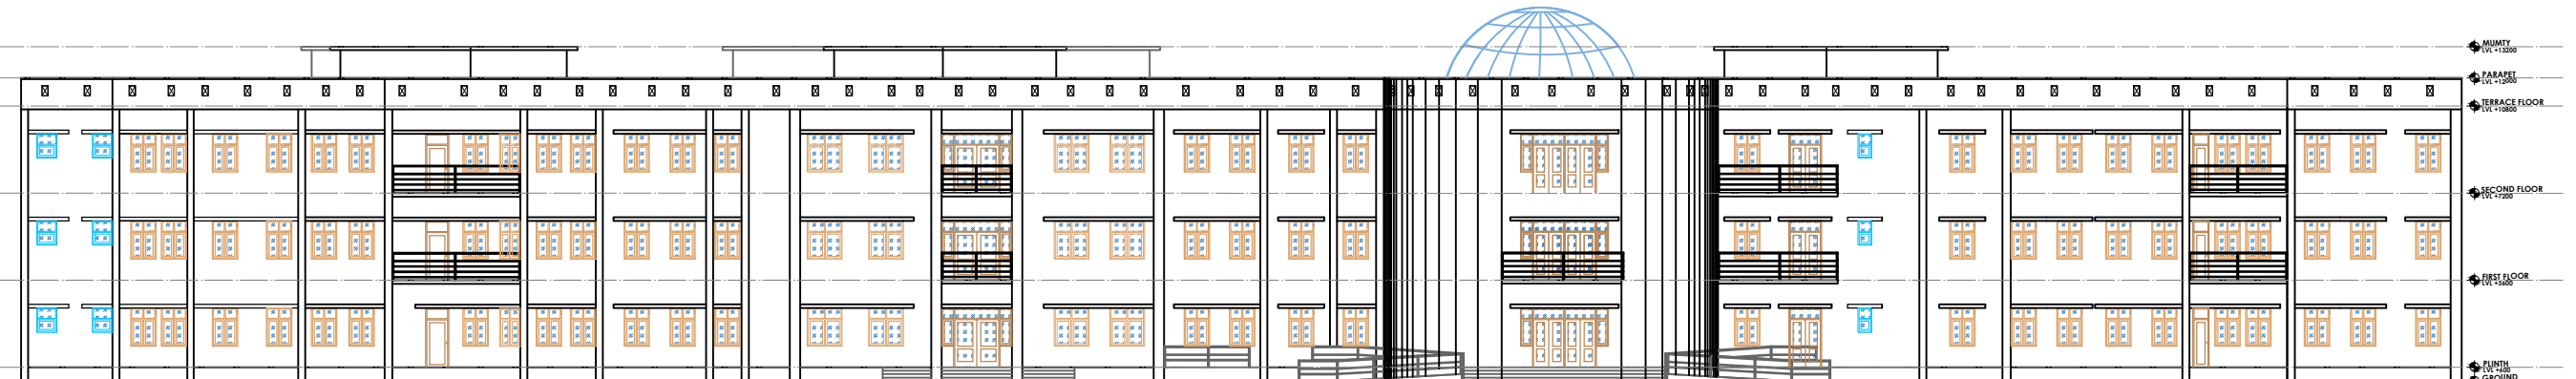 MUMTY
LVL +13200
PARAPET
LVL +12000
TERRACE FLOOR
LVL +10800
SECOND FLOOR
LVL +7200
FIRST FLOOR
LVL +3600
PLINTH
LVL +600
GROUND